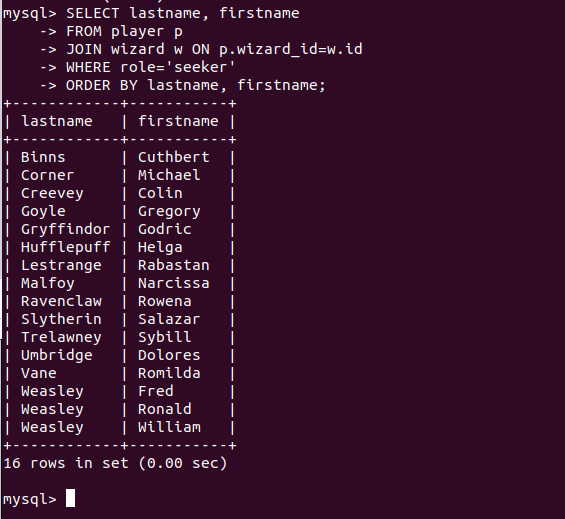 mysql> SELECT lastname, firstname
    -> FROM player p
    -> JOIN wizard w ON p.wizard_id=w.id
    -> WHERE role='seeker'
    -> ORDER BY lastname, firstname;
+------------+-----------+
| lastname   | firstname |
+------------+-----------+
| Binns      | Cuthbert  |
| Corner     | Michael   |
| Creevey    | Colin     |
| Goyle      | Gregory   |
| Gryffindor | Godric    |
| Hufflepuff | Helga     |
| Lestrange  | Rabastan  |
| Malfoy     | Narcissa  |
| Ravenclaw  | Rowena    |
| Slytherin  | Salazar   |
| Trelawney  | Sybill    |
| Umbridge   | Dolores   |
| Vane       | Romilda   |
| Weasley    | Fred      |
| Weasley    | Ronald    |
| Weasley    | William   |
+------------+-----------+
16 rows in set (0.00 sec)
mysql>